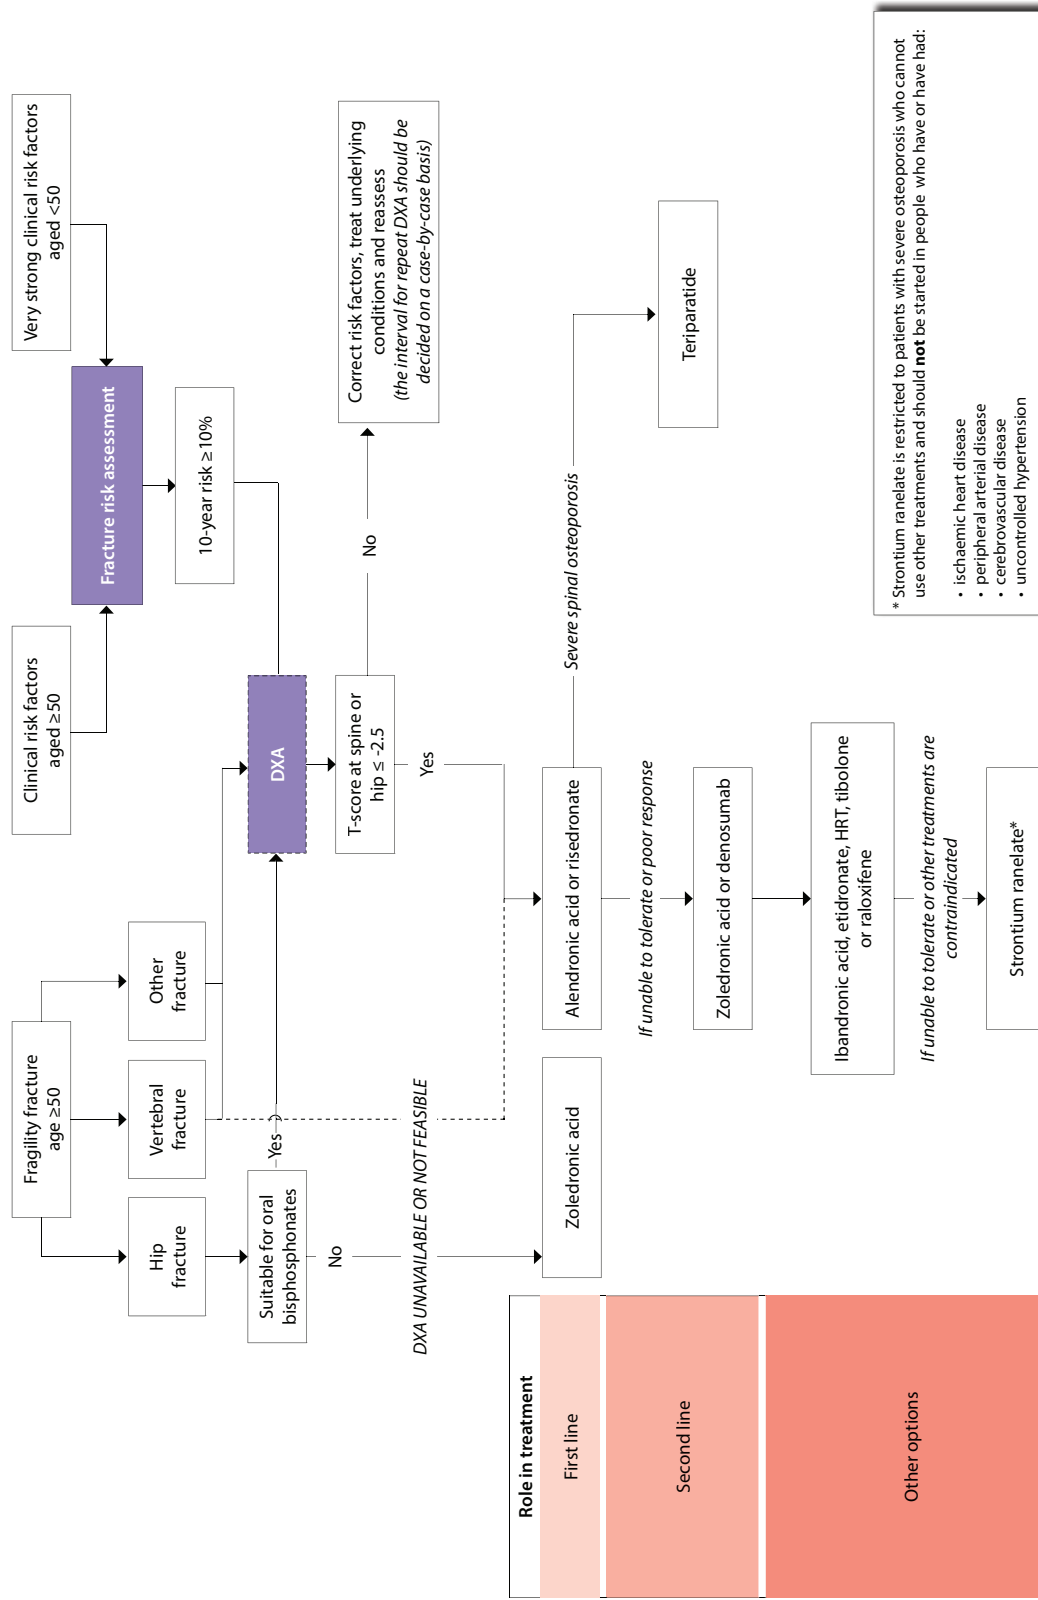 Fragility fracture
age ≥50
Clinical risk factors
aged ≥50
Very strong clinical risk factors
aged <50
Fracture risk assessment
Hip
fracture
Vertebral
fracture
Other
fracture
10-year risk ≥10%
Suitable for oral
bisphosphonates
Yes
DXA
No
T-score at spine or
hip ≤ -2.5
No
Correct risk factors, treat underlying
conditions and reassess
(the interval for repeat DXA should be
decided on a case-by-case basis)
Yes
DXA UNAVAILABLE OR NOT FEASIBLE
Role in treatment
First line
Zoledronic acid
Alendronic acid or risedronate
Severe spinal osteoporosis
If unable to tolerate or poor response
Second line
Zoledronic acid or denosumab
Teriparatide
Other options
Ibandronic acid, etidronate, HRT, tibolone
or raloxifene
If unable to tolerate or other treatments are
contraindicated
Strontium ranelate*
* Strontium ranelate is restricted to patients with severe osteoporosis who cannot
use other treatments and should not be started in people who have or have had:
• ischaemic heart disease
• peripheral arterial disease
• cerebrovascular disease
• uncontrolled hypertension